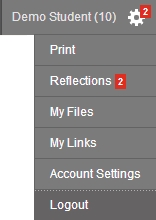 Demo Student (10) 2
Print
Reflections 2
My Files
My Links
Account Settings
Logout